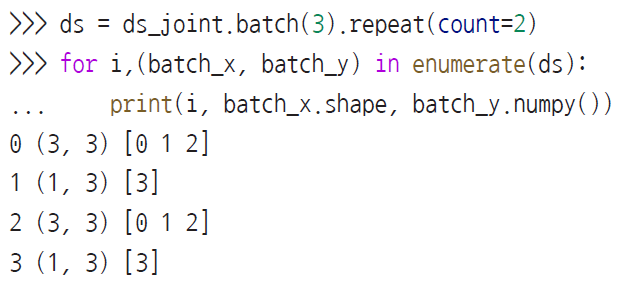 >>> ds = ds_joint.batch(3).repeat(count=2)
>>> for i,(batch_x, batch_y) in enumerate(ds):
...     print(i, batch_x.shape, batch_y.numpy())
0 (3, 3) [0 1 2]
1 (1, 3) [3]
2 (3, 3) [0 1 2]
3 (1, 3) [3]